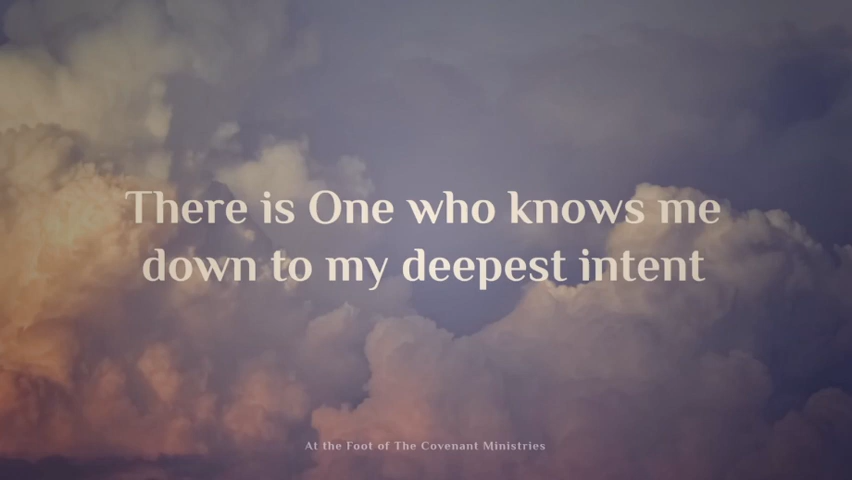 There is One who knows me
down to my deepest intent
At the Foot of The Covenant Ministries